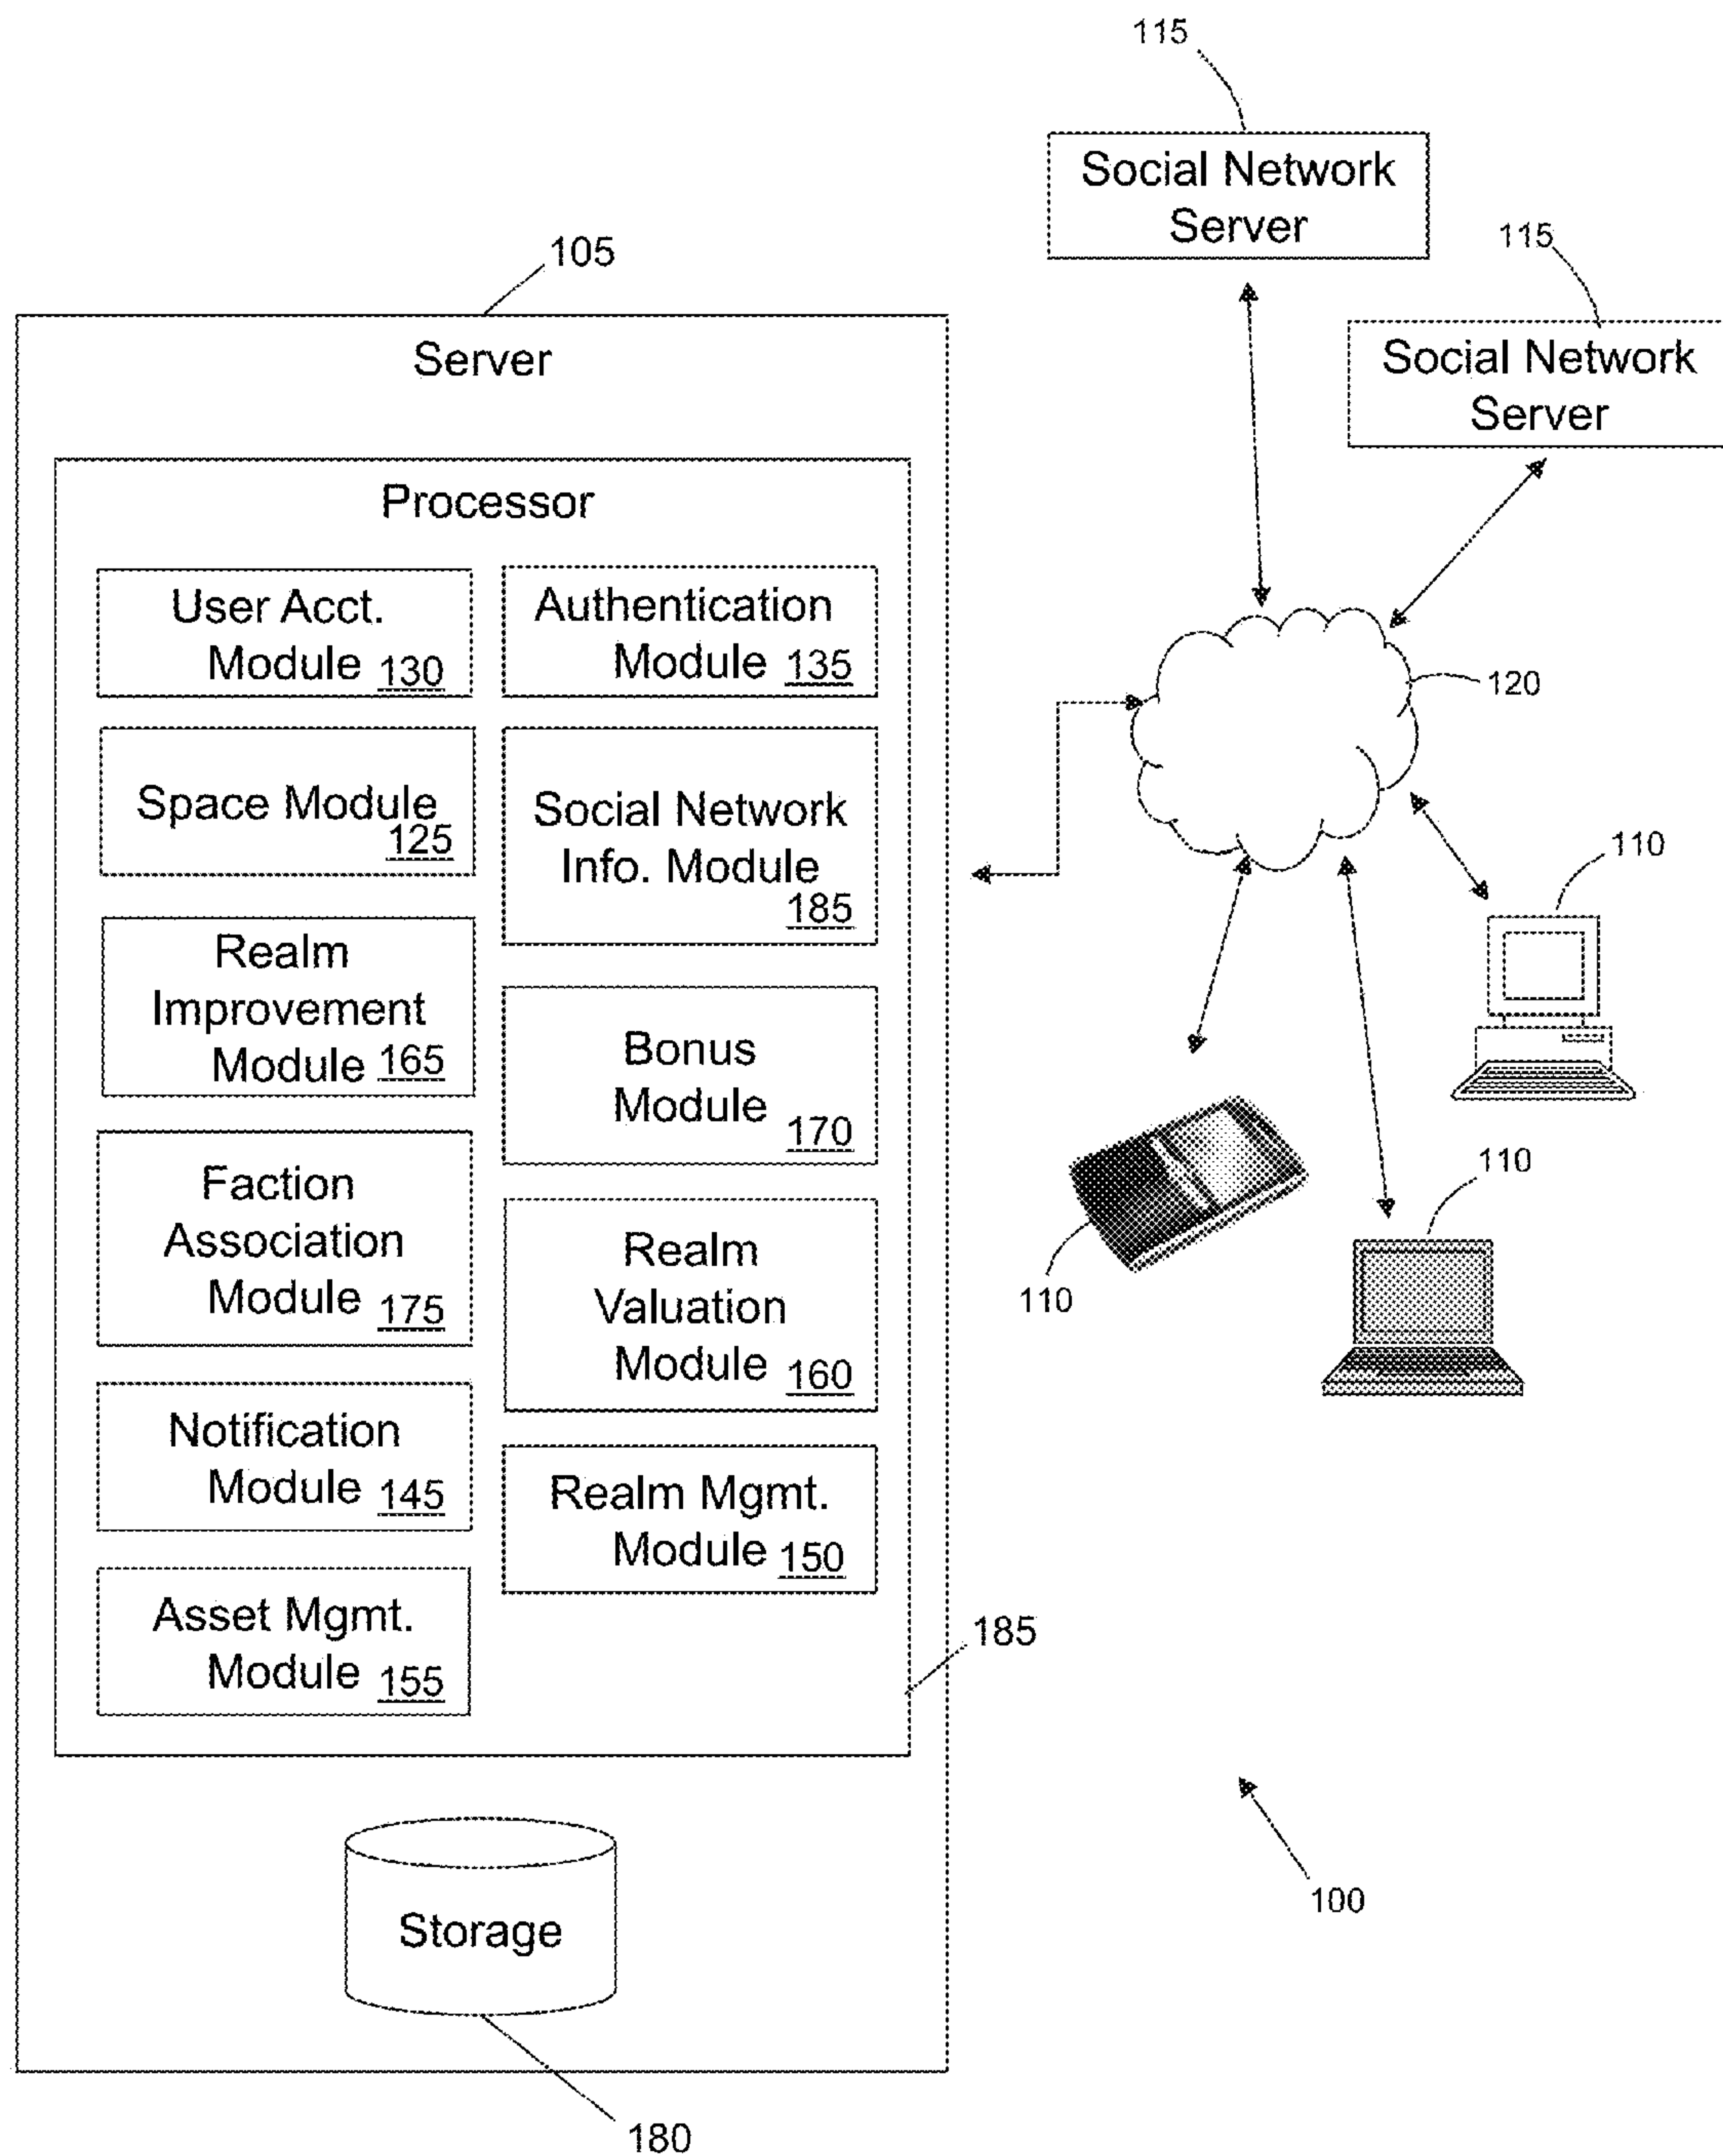 115
Social Network
Server
115
Social Network
Server
105
Server
Processor
User Acct.
Module 130
Authentication
Module 135
Space Module
125
Social Network
Info. Module
185
Realm
Improvement
Module 165
Bonus
Module
170
Faction
Association
Module 175
Realm
Valuation
Module 160
Notification
Module 145
Realm Mgmt.
Module 150
Asset Mgmt.
Module 155
185
Storage
180
120
110
110
110
100